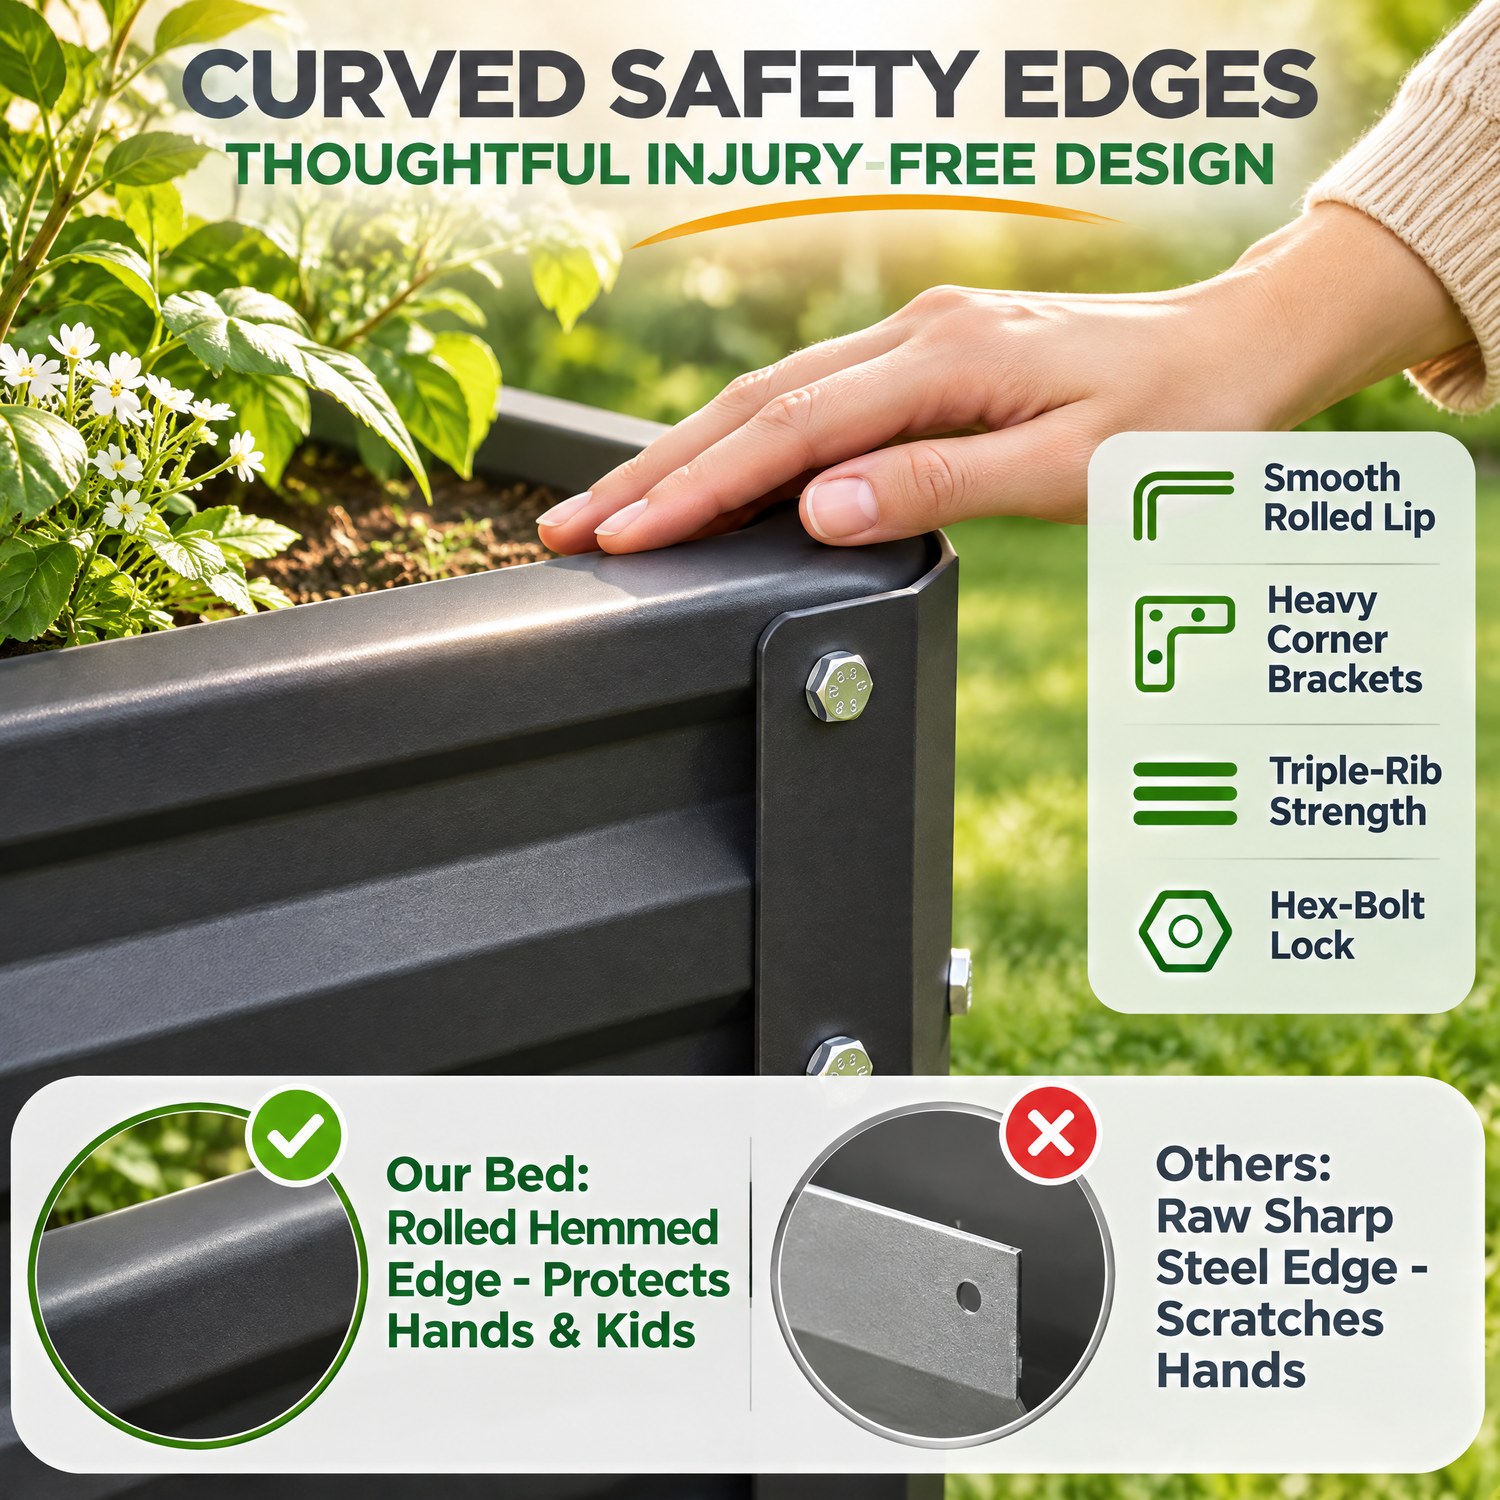 CURVED SAFETY EDGES
THOUGHTFUL INJURY-FREE DESIGN
Smooth
Rolled Lip
Heavy
Corner
Brackets
Triple-Rib
Strength
Hex-Bolt
Lock
Our Bed:
Rolled Hemmed
Edge - Protects
Hands & Kids
Others:
Raw Sharp
Steel Edge -
Scratches
Hands